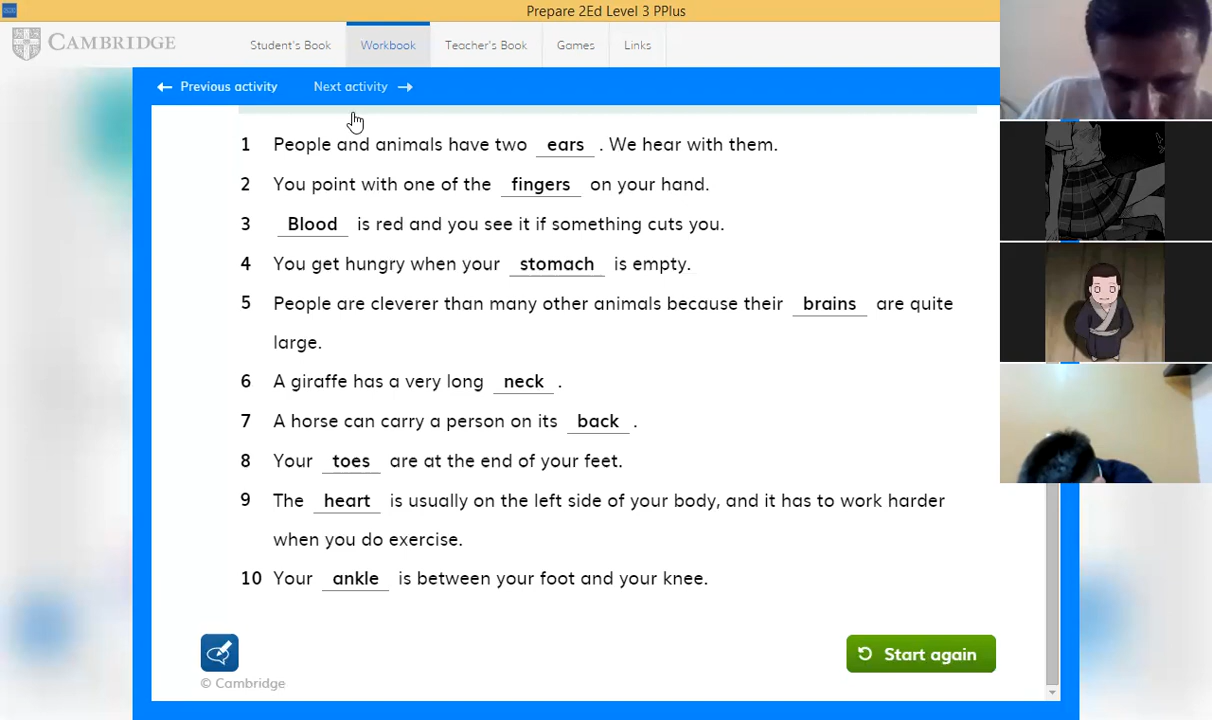 Prepare 2Ed Level 3 PPlus
CAMBRIDGE
Student's Book
Workbook
Teacher's Book
Games
Links
Previous activity
Next activity
1 People and animals have two ears . We hear with them.
2 You point with one of the fingers on your hand.
3 Blood is red and you see it if something cuts you.
4 You get hungry when your stomach is empty.
5 People are cleverer than many other animals because their brains are quite
large.
6 A giraffe has a very long neck .
7 A horse can carry a person on its back .
8 Your toes are at the end of your feet.
9 The heart is usually on the left side of your body, and it has to work harder
when you do exercise.
10 Your ankle is between your foot and your knee.
Start again
© Cambridge